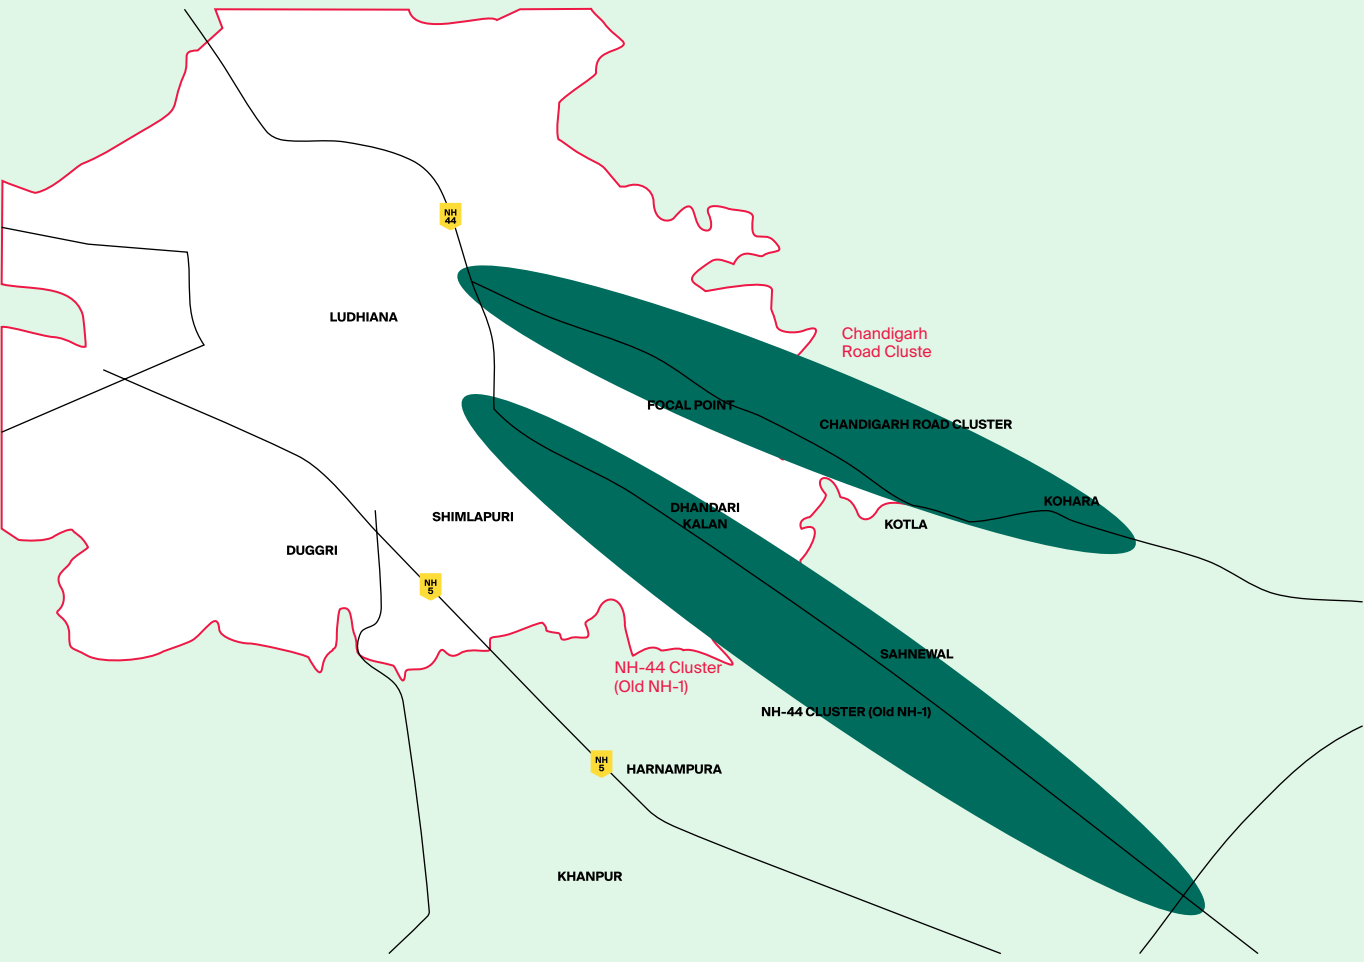 NH
44
LUDHIANA
Chandigarh
Road Cluste
FOCAL POINT
CHANDIGARH ROAD CLUSTER
KOHARA
DHANDARI
KALAN
SHIMLAPURI
KOTLA
DUGGRI
NH
5
SAHNEWAL
NH-44 Cluster
(Old NH-1)
NH-44 CLUSTER (Old NH-1)
NH
5
HARNAMPURA
KHANPUR